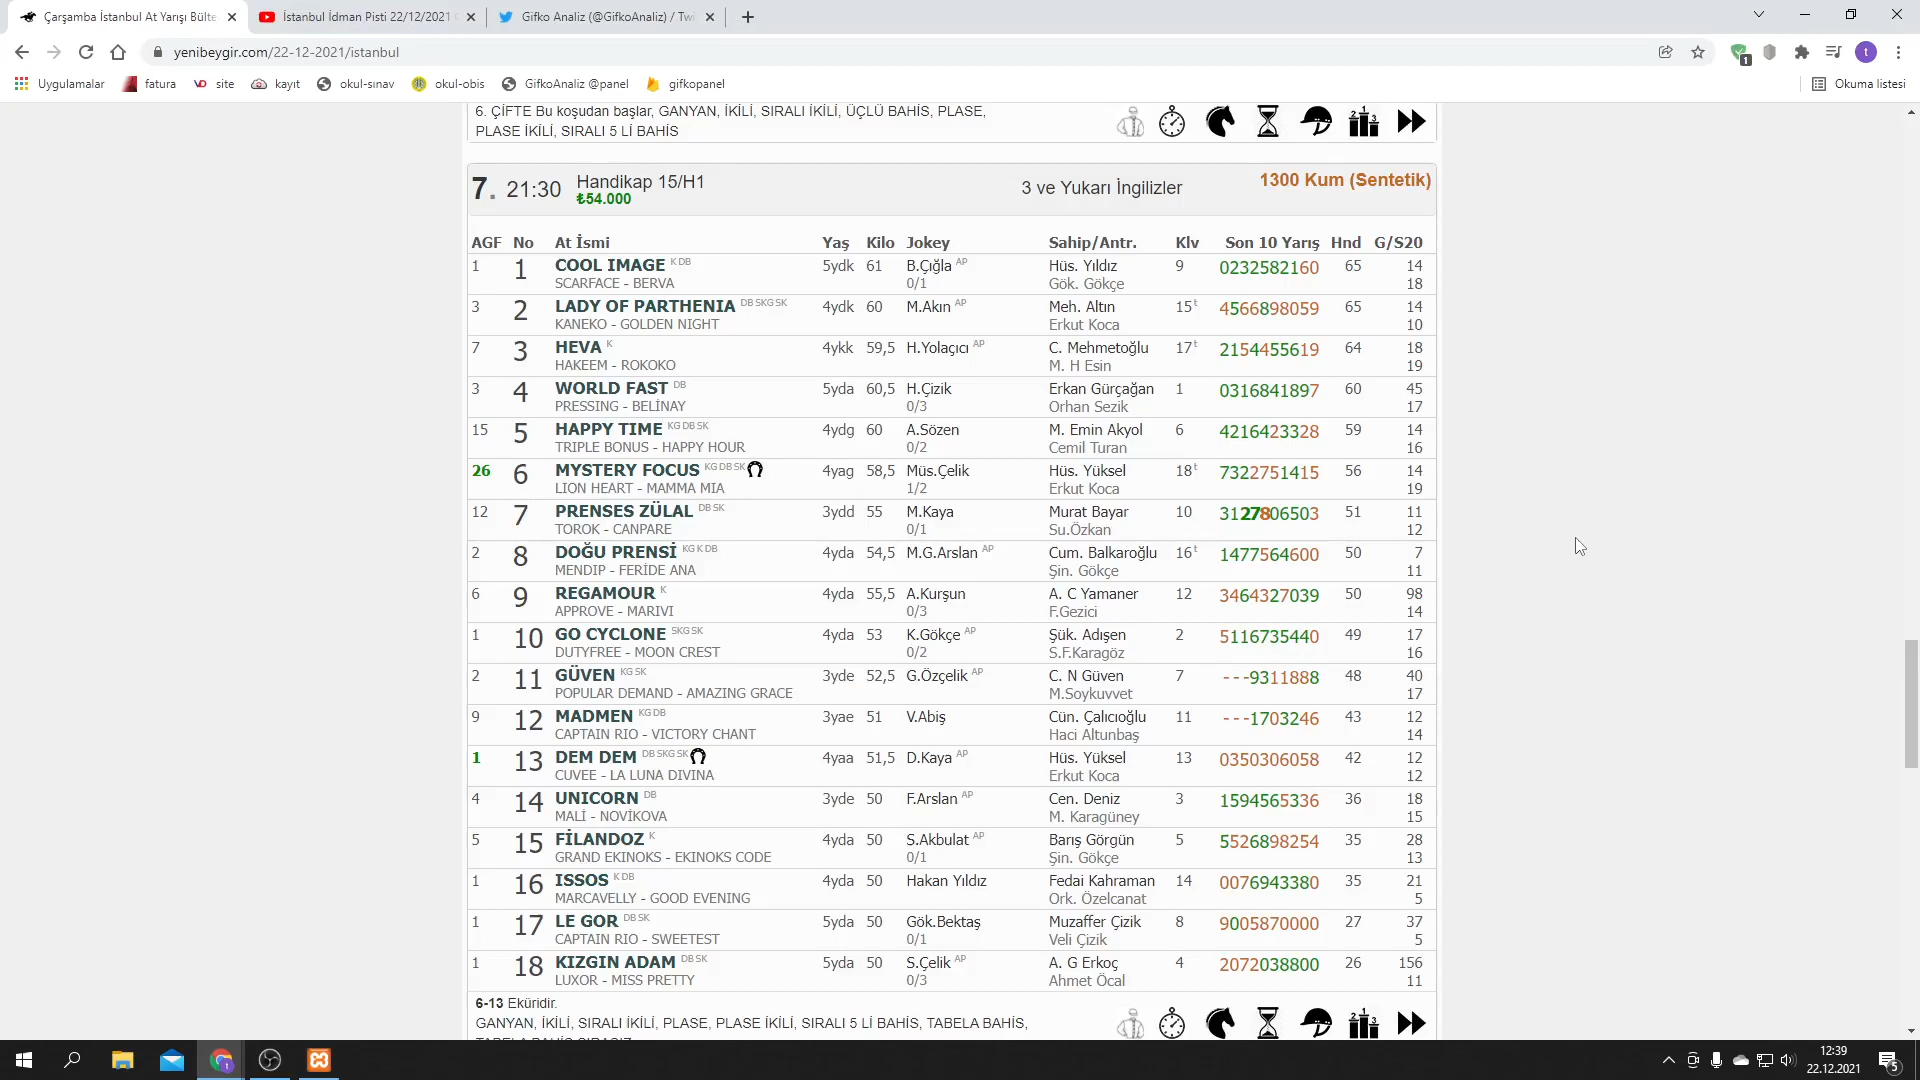 Çarşamba İstanbul At Yarışı Bülte
İstanbul İdman Pisti 22/12/2021
Gifko Analiz (@GifkoAnaliz) / Twi
yenibeygir.com/22-12-2021/istanbul
Uygulamalar fatura site kayıt okul-sınav okul-obis GifkoAnaliz @panel gifkopanel Okuma listesi
6. ÇİFTE Bu koşudan başlar, GANYAN, İKİLİ, SIRALI İKİLİ, ÜÇLÜ BAHİS, PLASE,
PLASE İKİLİ, SIRALI 5 Lİ BAHİS
7. 21:30 Handikap 15/H1 3 ve Yukarı İngilizler 1300 Kum (Sentetik)
₺54.000
AGF No At İsmi Yaş Kilo Jokey Sahip/Antr. Klv Son 10 Yarış Hnd G/S20
1 1 COOL IMAGE K DB 5ydk 61 B.Çığla AP Hüs. Yıldız 9 0232582160 65 14
SCARFACE - BERVA 0/1 Gök. Gökçe 18
3 2 LADY OF PARTHENIA DB SKG SK 4ydk 60 M.Akın AP Meh. Altın 15 t 4566898059 65 14
KANEKO - GOLDEN NIGHT Erkut Koca 10
7 3 HEVA K 4ykk 59,5 H.Yolaçıcı AP C. Mehmetoğlu 17 t 2154455619 64 18
HAKEEM - ROKOKO M. H Esin 19
3 4 WORLD FAST DB 5yda 60,5 H.Çizik Erkan Gürçağan 1 0316841897 60 45
PRESSING - BELİNAY 0/3 Orhan Sezik 17
15 5 HAPPY TIME KG DB SK 4ydg 60 A.Sözen M. Emin Akyol 6 4216423328 59 14
TRIPLE BONUS - HAPPY HOUR 0/2 Cemil Turan 16
26 6 MYSTERY FOCUS KG DB SK 4yag 58,5 Müs.Çelik Hüs. Yüksel 18 t 7322751415 56 14
LION HEART - MAMMA MIA 1/2 Erkut Koca 19
12 7 PRENSES ZÜLAL DB SK 3ydd 55 M.Kaya Murat Bayar 10 3127806503 51 11
TOROK - CANPARE 0/1 Su.Özkan 12
2 8 DOĞU PRENSİ KG K DB 4yda 54,5 M.G.Arslan AP Cum. Balkaroğlu 16 t 1477564600 50 7
MENDIP - FERİDE ANA Şin. Gökçe 11
6 9 REGAMOUR K 4yda 55,5 A.Kurşun A. C Yamaner 12 3464327039 50 98
APPROVE - MARIVI 0/3 F.Gezici 14
1 10 GO CYCLONE SKG SK 4yda 53 K.Gökçe AP Şük. Adışen 2 5116735440 49 17
DUTYFREE - MOON CREST 0/2 S.F.Karagöz 16
2 11 GÜVEN KG SK 3yde 52,5 G.Özçelik AP C. N Güven 7 - - -9311888 48 40
POPULAR DEMAND - AMAZING GRACE M.Soykuvvet 17
9 12 MADMEN KG DB 3yae 51 V.Abiş Cün. Çalıcıoğlu 11 - - -1703246 43 12
CAPTAIN RIO - VICTORY CHANT Haci Altunbaş 14
1 13 DEM DEM DB SKG SK 4yaa 51,5 D.Kaya AP Hüs. Yüksel 13 0350306058 42 12
CUVEE - LA LUNA DIVINA Erkut Koca 12
4 14 UNICORN DB 3yde 50 F.Arslan AP Cen. Deniz 3 1594565336 36 18
MALİ - NOVİKOVA M. Karagüney 15
5 15 FİLANDOZ K 4yda 50 S.Akbulat AP Barış Görgün 5 5526898254 35 28
GRAND EKINOKS - EKINOKS CODE 0/1 Şin. Gökçe 13
1 16 ISSOS K DB 4yda 50 Hakan Yıldız Fedai Kahraman 14 0076943380 35 21
MARCAVELLY - GOOD EVENING Ork. Özelcanat 5
1 17 LE GOR DB SK 5yda 50 Gök.Bektaş Muzaffer Çizik 8 9005870000 27 37
CAPTAIN RIO - SWEETEST 0/1 Veli Çizik 5
1 18 KIZGIN ADAM DB SK 5yda 50 S.Çelik AP A. G Erkoç 4 2072038800 26 156
LUXOR - MISS PRETTY 0/3 Ahmet Öcal 11
6-13 Eküridir.
GANYAN, İKİLİ, SIRALI İKİLİ, PLASE, PLASE İKİLİ, SIRALI 5 Lİ BAHİS, TABELA BAHİS,
12:39
22.12.2021